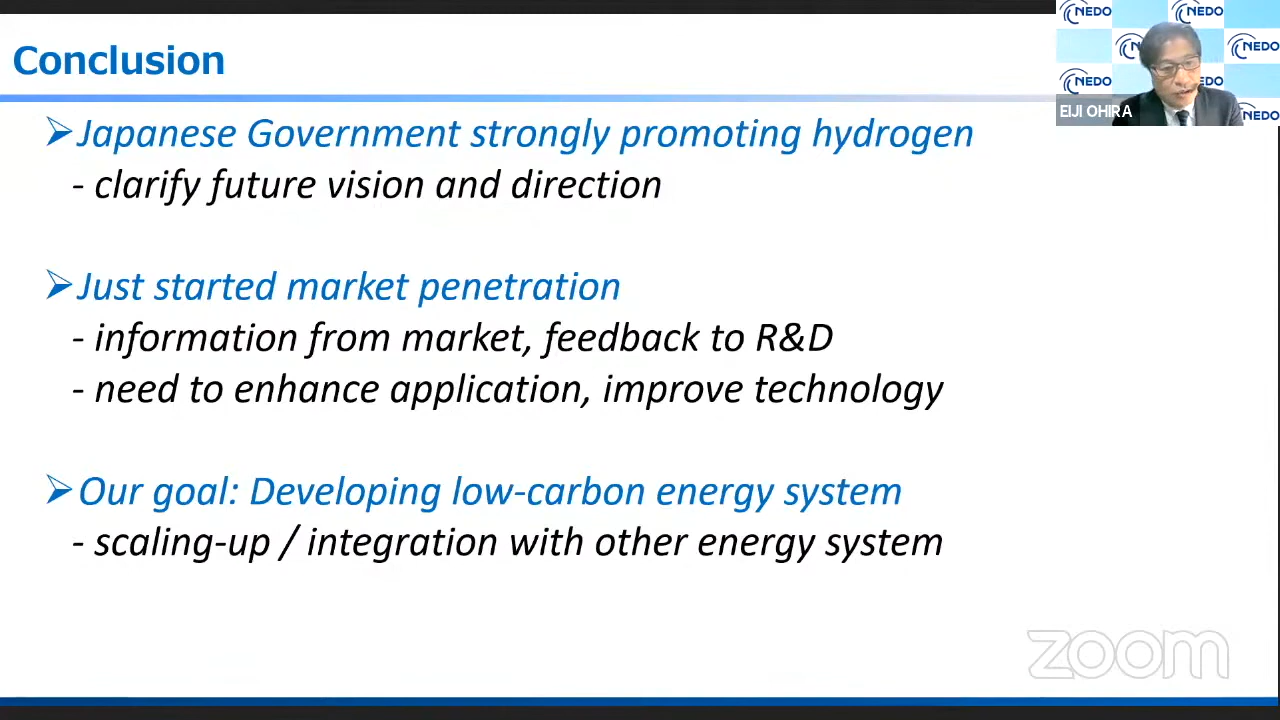 Conclusion
NEDO NEDO
NEDO
NEDO
EIJI OHIRA
NEDO
➢Japanese Government strongly promoting hydrogen
- clarify future vision and direction
➢Just started market penetration
- information from market, feedback to R&D
- need to enhance application, improve technology
➢Our goal: Developing low-carbon energy system
- scaling-up / integration with other energy system
zoom